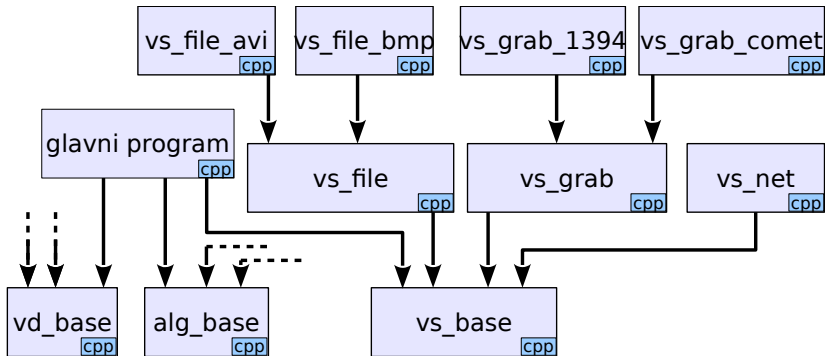 vs_file_avi
cpp
vs_file_bmp
cpp
vs_grab_1394
cpp
vs_grab_comet
cpp
glavni program
cpp
vs_file
cpp
vs_grab
cpp
vs_net
cpp
vd_base
cpp
alg_base
cpp
vs_base
cpp